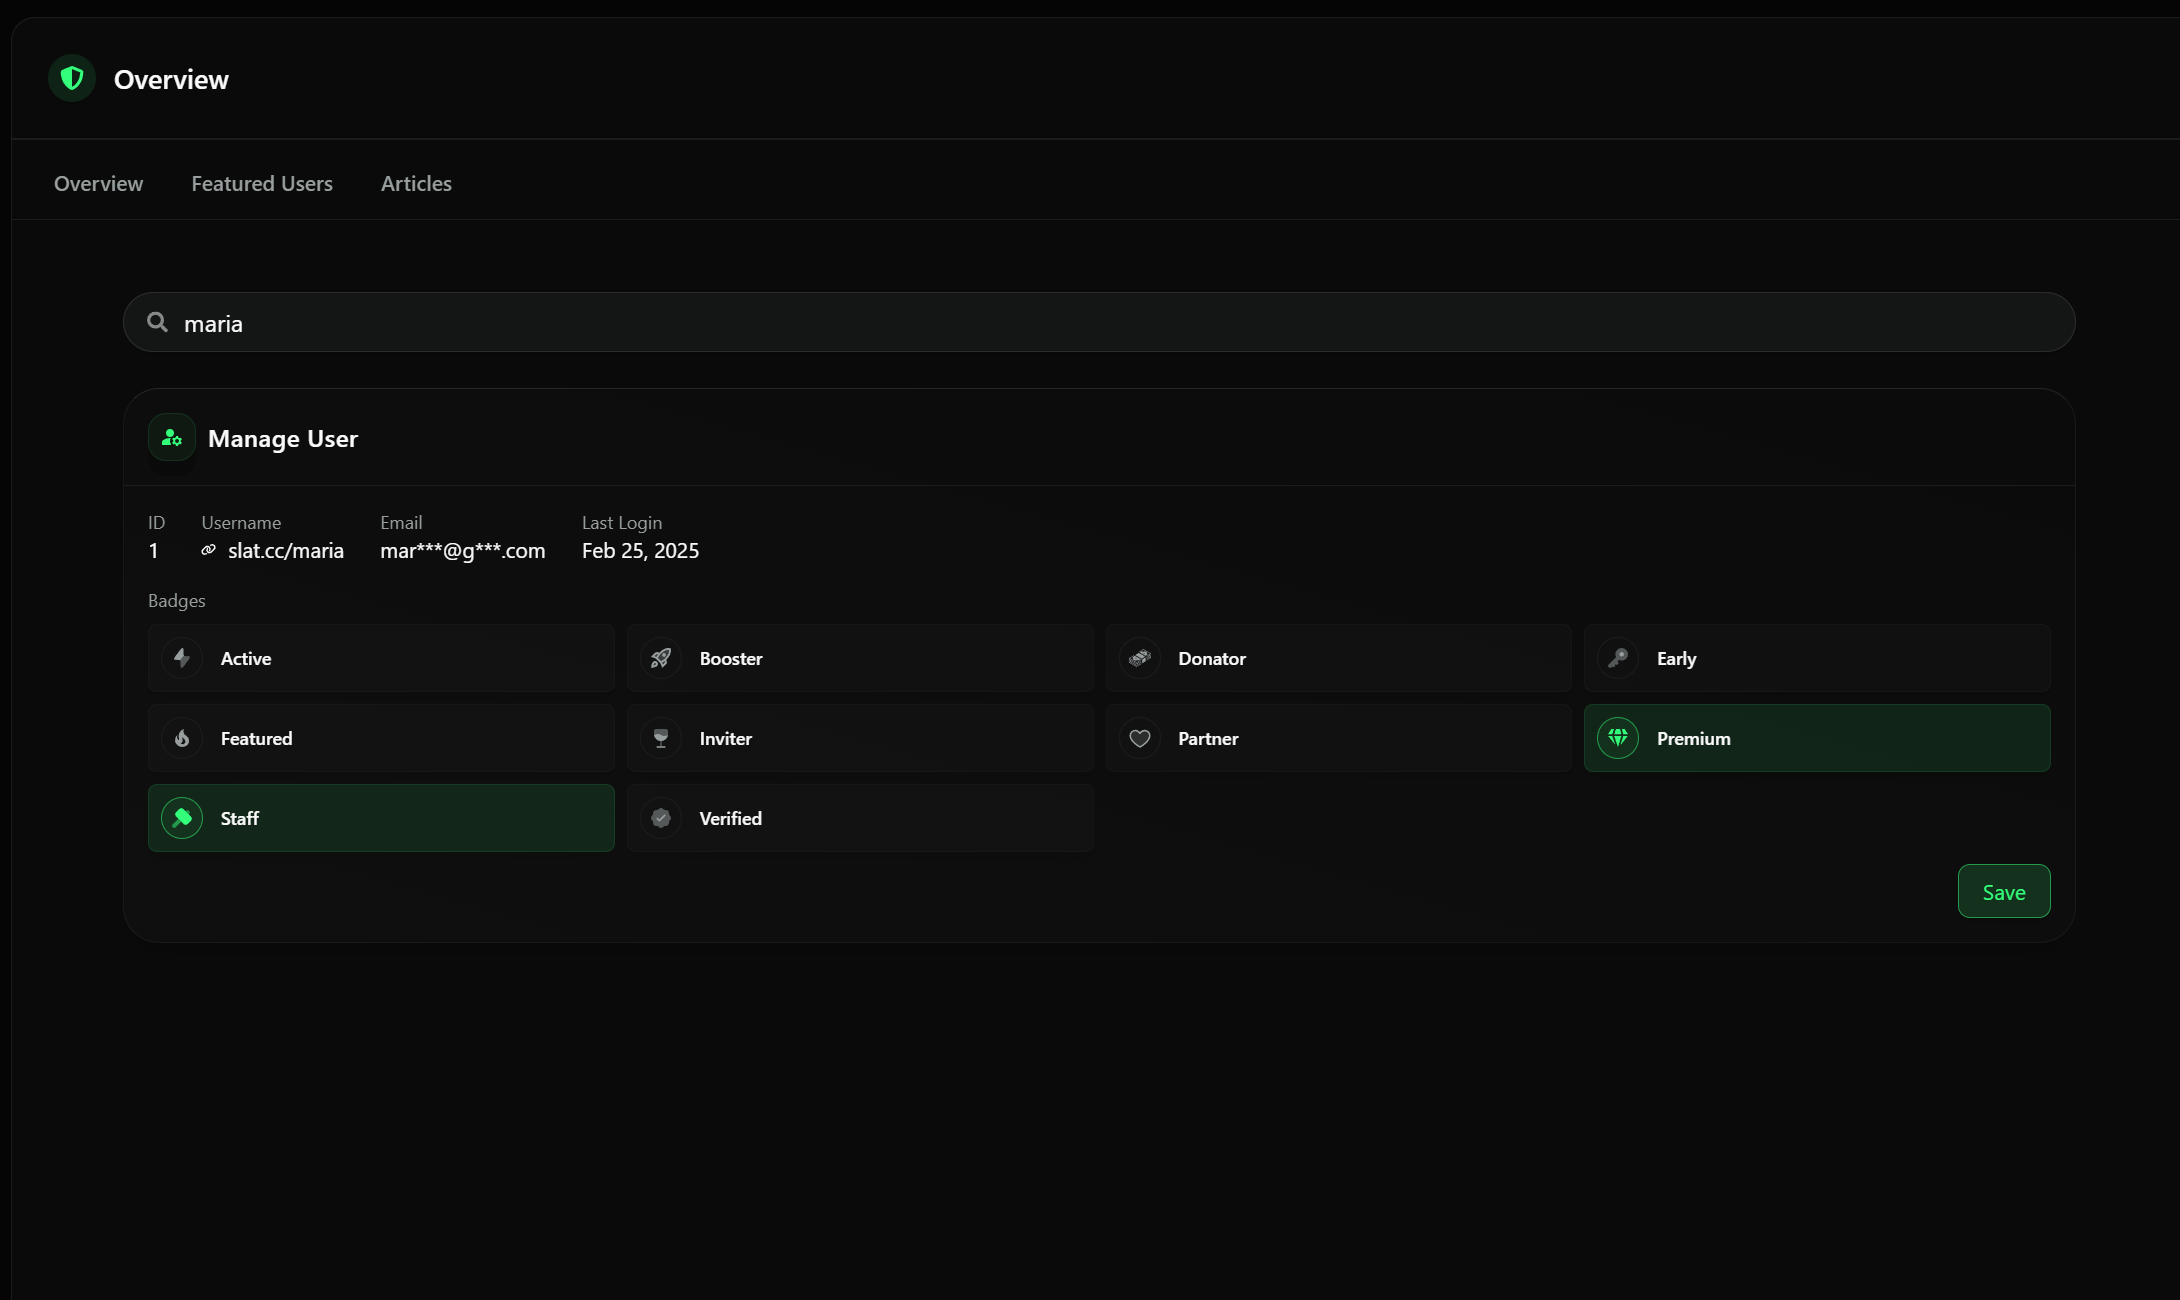 Overview
Overview Featured Users Articles
maria
Manage User
ID Username Email Last Login
1 slat.cc/maria mar***@g***.com Feb 25, 2025
Badges
Active Booster Donator Early
Featured Inviter Partner Premium
Staff Verified
Save